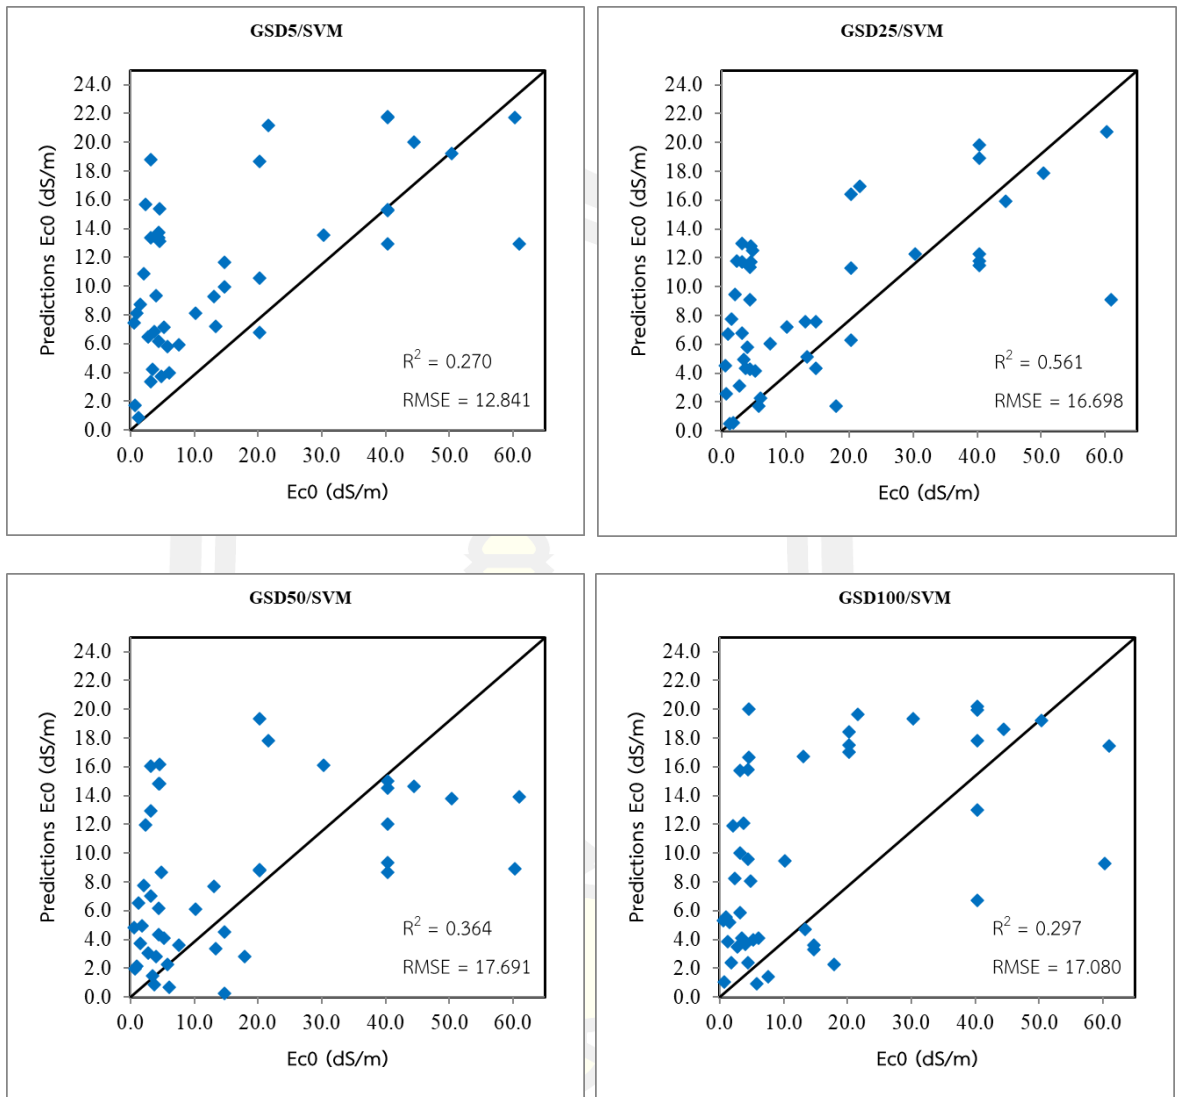 GSD5/SVM
24.0
22.0
20.0
18.0
16.0
14.0
12.0
10.0
8.0
6.0
4.0
2.0
0.0
Predictions Ec0 (dS/m)
R² = 0.270
RMSE = 12.841
0.0 10.0 20.0 30.0 40.0 50.0 60.0
Ec0 (dS/m)
GSD25/SVM
24.0
22.0
20.0
18.0
16.0
14.0
12.0
10.0
8.0
6.0
4.0
2.0
0.0
Predictions Ec0 (dS/m)
R² = 0.561
RMSE = 16.698
0.0 10.0 20.0 30.0 40.0 50.0 60.0
Ec0 (dS/m)
GSD50/SVM
24.0
22.0
20.0
18.0
16.0
14.0
12.0
10.0
8.0
6.0
4.0
2.0
0.0
Predictions Ec0 (dS/m)
R² = 0.364
RMSE = 17.691
0.0 10.0 20.0 30.0 40.0 50.0 60.0
Ec0 (dS/m)
GSD100/SVM
24.0
22.0
20.0
18.0
16.0
14.0
12.0
10.0
8.0
6.0
4.0
2.0
0.0
Predictions Ec0 (dS/m)
R² = 0.297
RMSE = 17.080
0.0 10.0 20.0 30.0 40.0 50.0 60.0
Ec0 (dS/m)